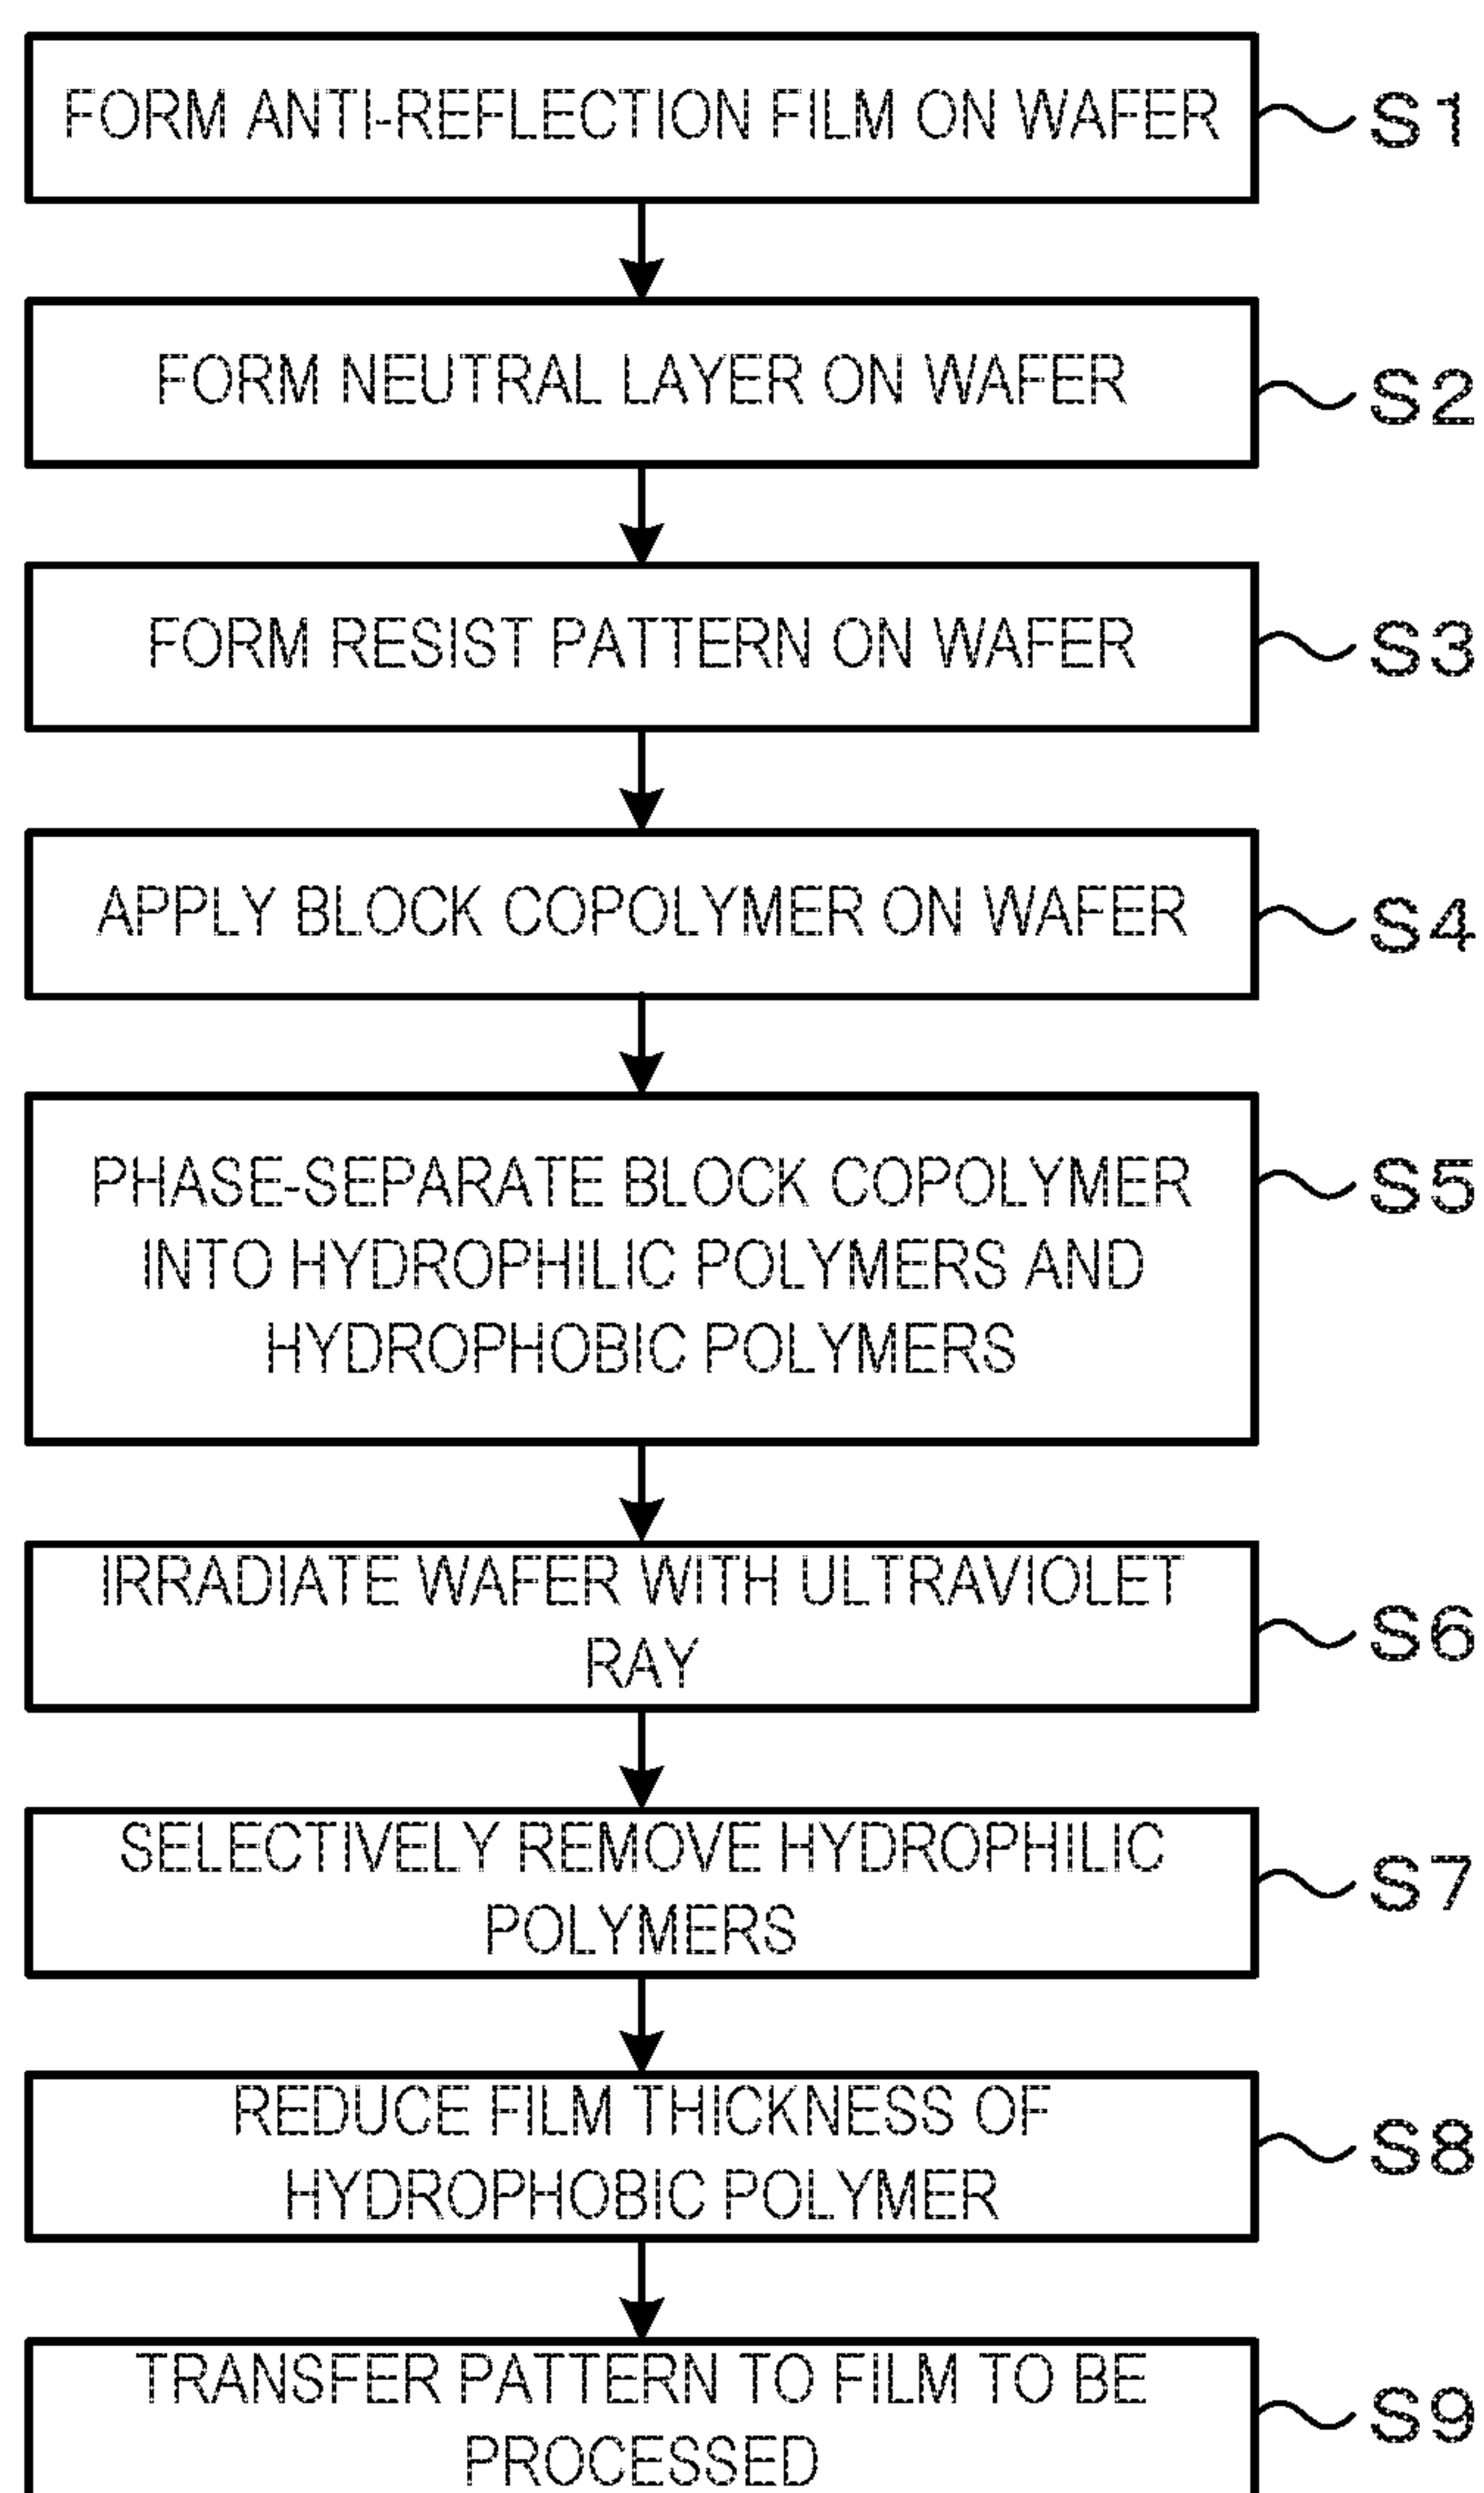 FORM ANTI-REFLECTION FILM ON WAFER
S1
FORM NEUTRAL LAYER ON WAFER
S2
FORM RESIST PATTERN ON WAFER
S3
APPLY BLOCK COPOLYMER ON WAFER
S4
PHASE-SEPARATE BLOCK COPOLYMER
INTO HYDROPHILIC POLYMERS AND
HYDROPHOBIC POLYMERS
S5
IRRADIATE WAFER WITH ULTRAVIOLET
RAY
S6
SELECTIVELY REMOVE HYDROPHILIC
POLYMERS
S7
REDUCE FILM THICKNESS OF
HYDROPHOBIC POLYMER
S8
TRANSFER PATTERN TO FILM TO BE
PROCESSED
S9